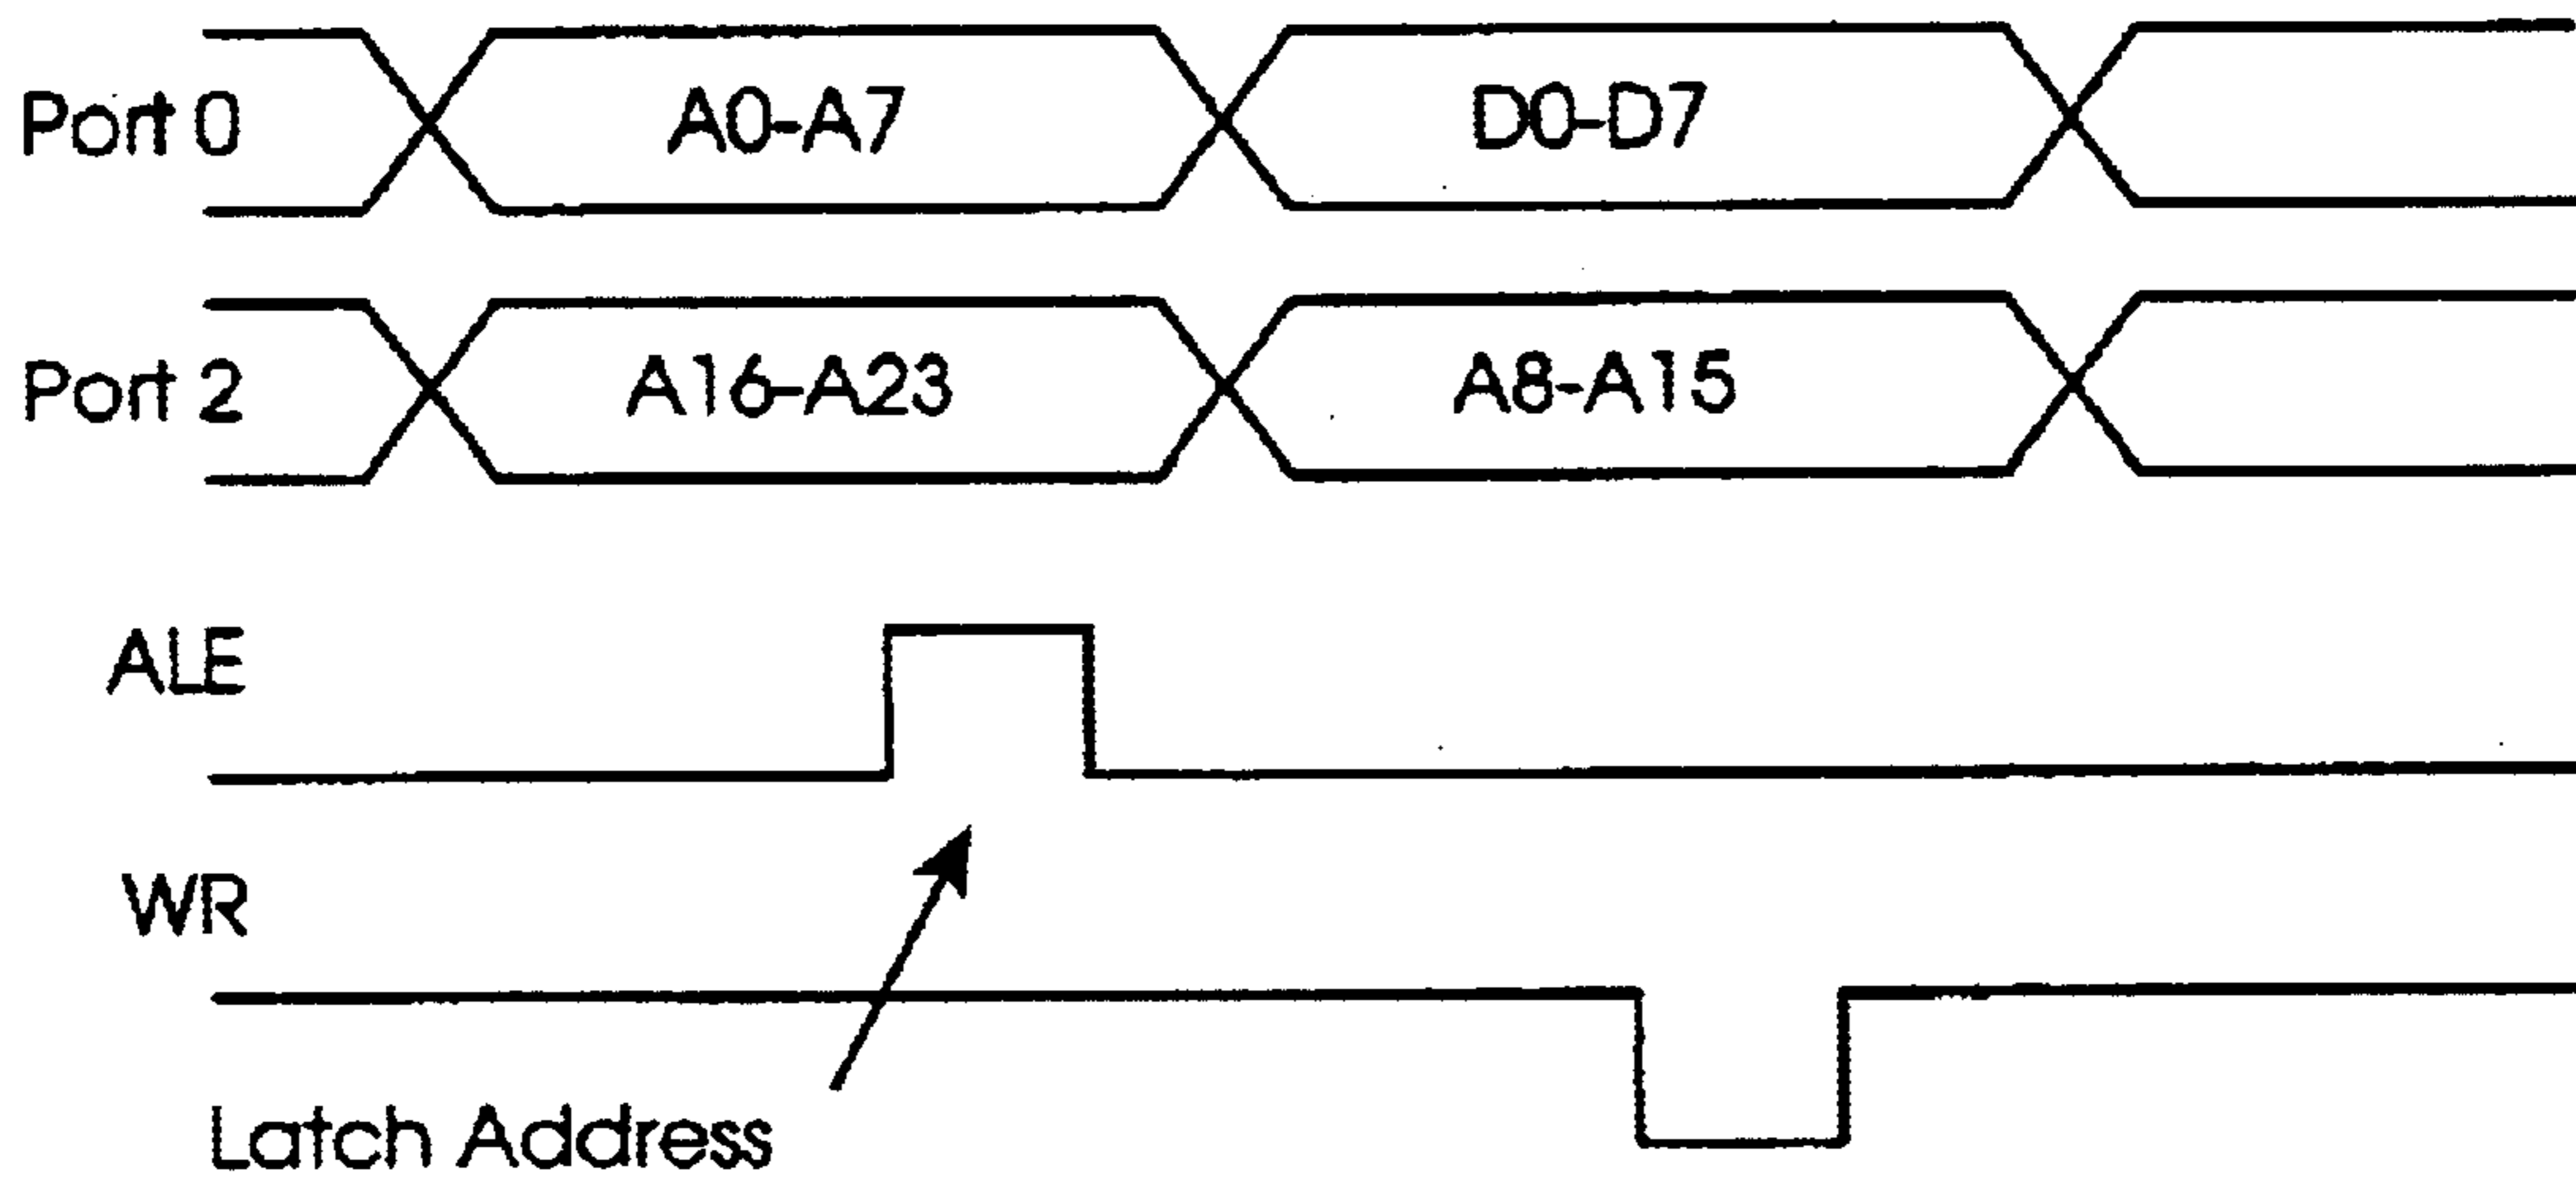 Port 0 A0-A7 D0-D7
Port 2 A16-A23 A8-A15
ALE
WR
Latch Address